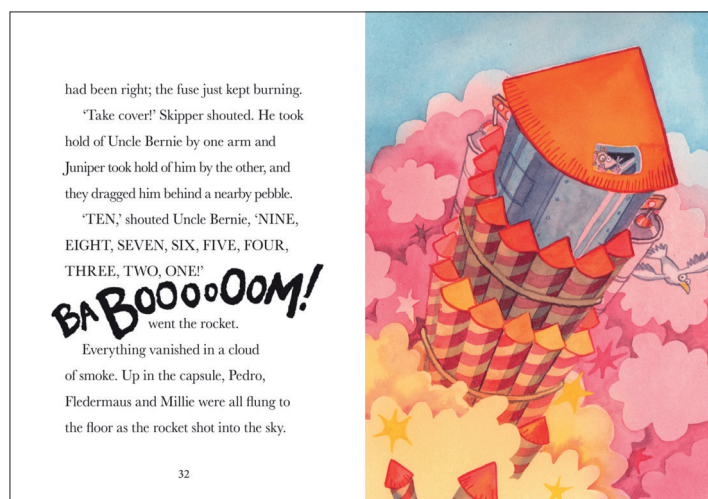 had been right; the fuse just kept burning.
‘Take cover!’ Skipper shouted. He took
hold of Uncle Bernie by one arm and
Juniper took hold of him by the other, and
they dragged him behind a nearby pebble.
‘TEN,’ shouted Uncle Bernie, ‘NINE,
EIGHT, SEVEN, SIX, FIVE, FOUR,
THREE, TWO, ONE!’
BABOOOOOOM!
went the rocket.
Everything vanished in a cloud
of smoke. Up in the capsule, Pedro,
Fledermaus and Millie were all flung to
the floor as the rocket shot into the sky.
32